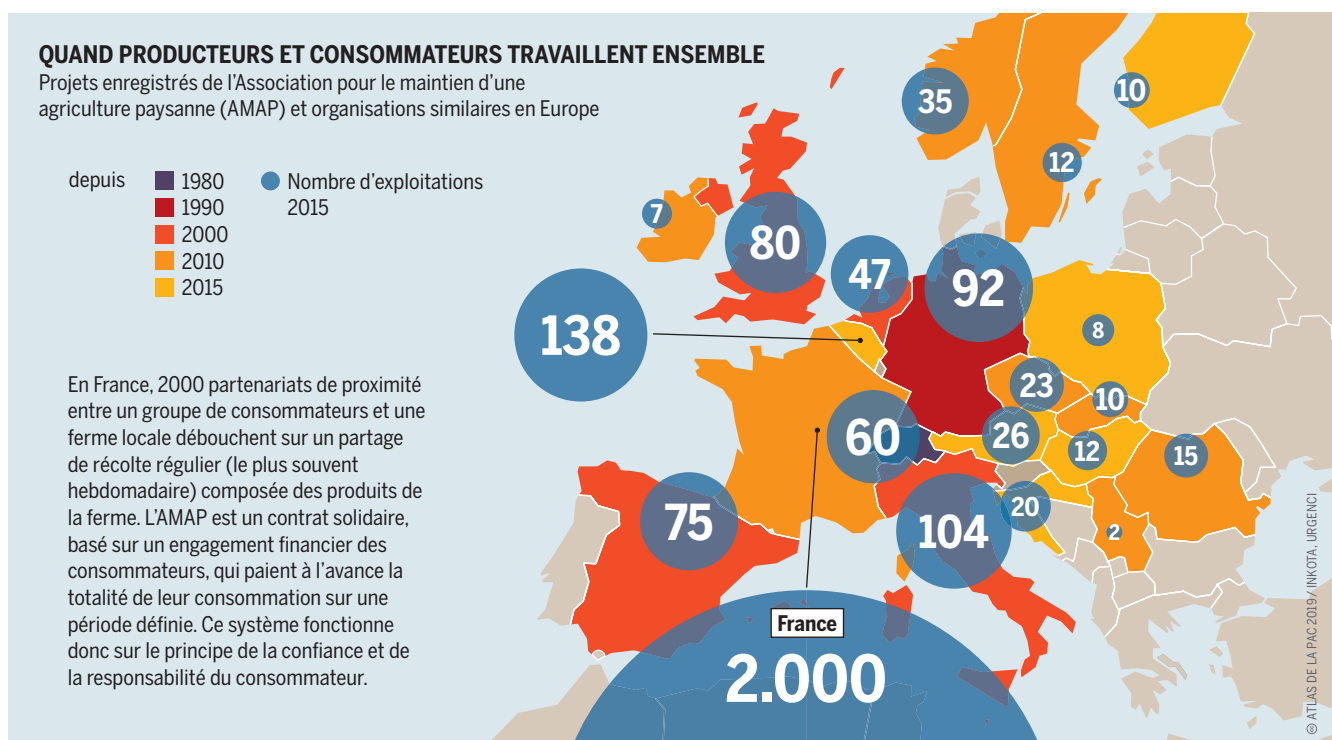 QUAND PRODUCTEURS ET CONSOMMATEURS TRAVAILLENT ENSEMBLE
Projets enregistrés de l’Association pour le maintien d’une
agriculture paysanne (AMAP) et organisations similaires en Europe
depuis
1980
1990
2000
2010
2015
Nombre d’exploitations
2015
En France, 2000 partenariats de proximité
entre un groupe de consommateurs et une
ferme locale débouchent sur un partage
de récolte régulier (le plus souvent
hebdomadaire) composée des produits de
la ferme. L’AMAP est un contrat solidaire,
basé sur un engagement financier des
consommateurs, qui paient à l’avance la
totalité de leur consommation sur une
période définie. Ce système fonctionne
donc sur le principe de la confiance et de
la responsabilité du consommateur.
35
10
12
7
80
47
92
138
8
23
10
60
26
12
15
75
104
20
2
France
2.000
© ATLAS DE LA PAC 2019 / INKOTA, URGENCI